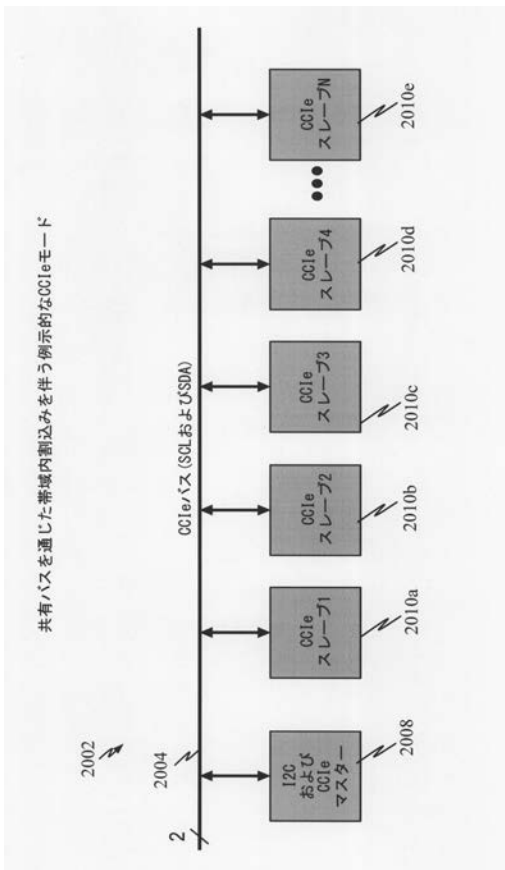 共有バスを通じた帯域内割込みを伴う例示的なCCIeモード
2002
2004
2
CCIeバス(SCLおよびSDA)
I2C
および
CCIe
マスター
2008
CCIe
スレーブ1
2010a
CCIe
スレーブ2
2010b
CCIe
スレーブ3
2010c
CCIe
スレーブ4
2010d
CCIe
スレーブN
2010e